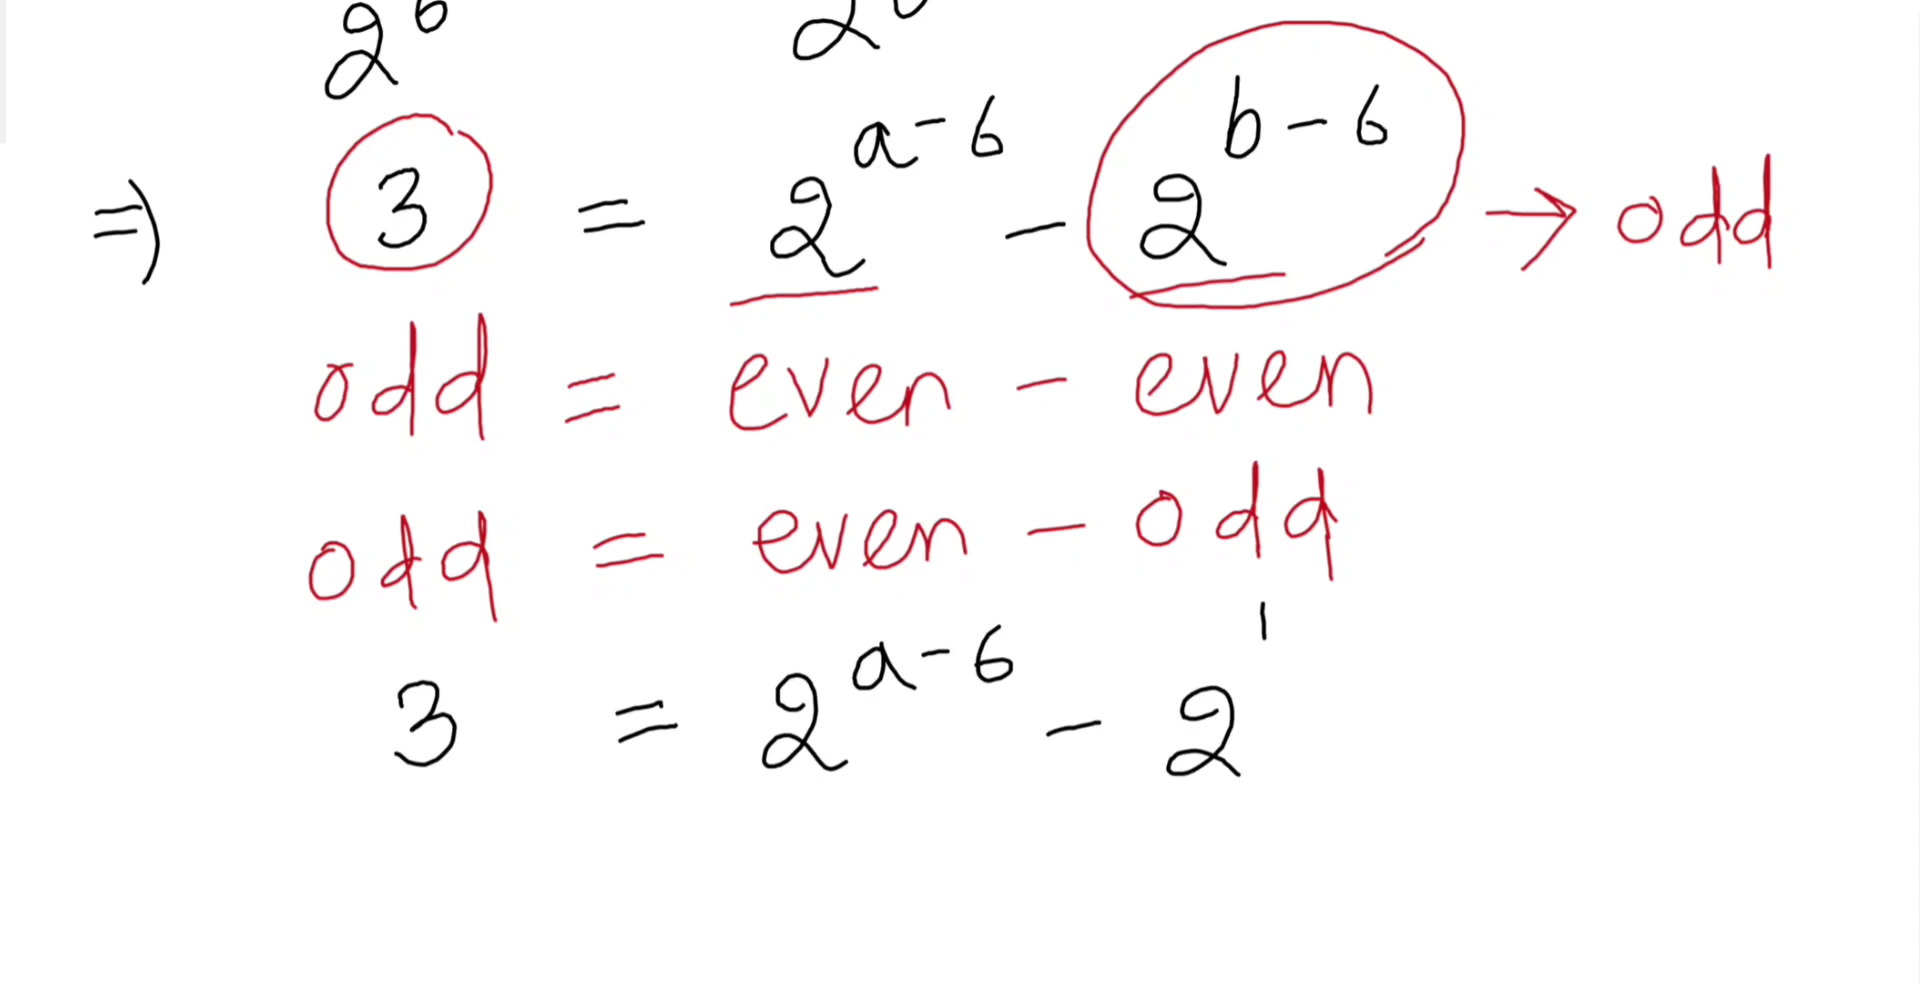 2^6 2
⇒ 3 = 2^{a-6} - 2^{b-6} → odd
odd = even - even
odd = even - odd
3 = 2^{a-6} - 2^1